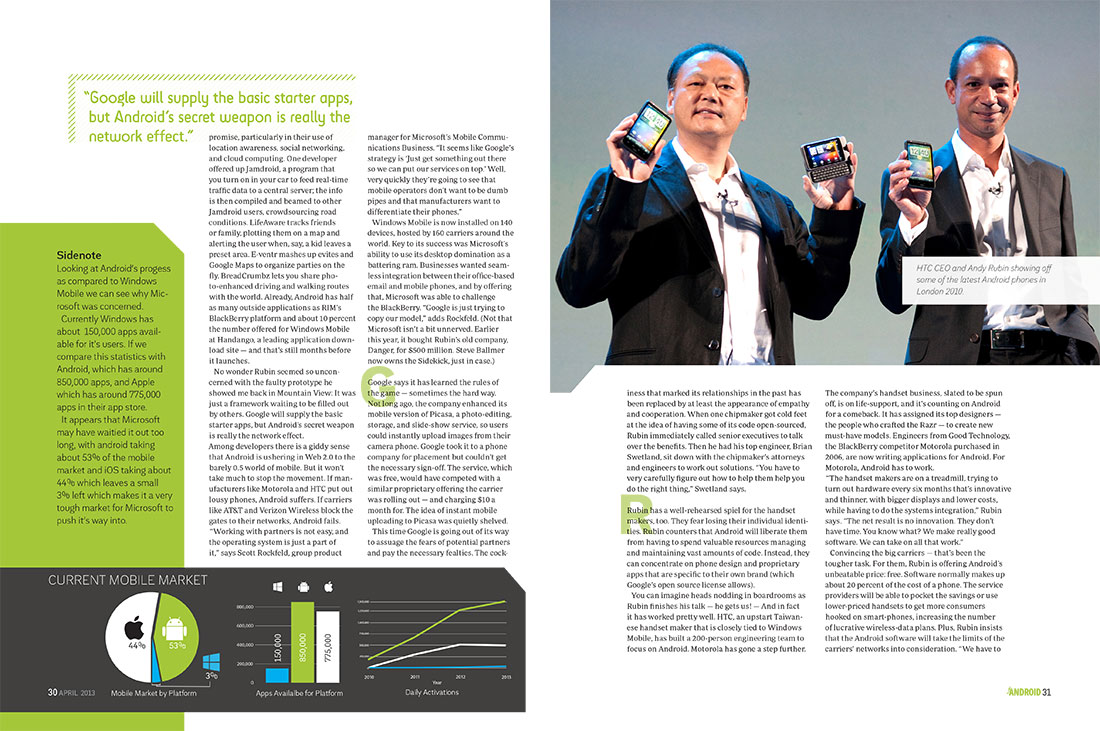 “Google will supply the basic starter apps,
but Android’s secret weapon is really the
network effect.”
Sidenote
Looking at Android's progess
as compared to Windows
Mobile we can see why Mic-
rosoft was concerned.
Currently Windows has
about 150,000 apps avail-
able for it's users. If we
compare this statistics with
Android, which has around
850,000 apps, and Apple
which has around 775,000
apps in their app store.
It appears that Microsoft
may have waitied it out too
long, with android taking
about 53% of the mobile
market and iOS taking about
44% which leaves a small
3% left which makes it a very
tough market for Microsoft to
push it's way into.
promise, particularly in their use of
location awareness, social networking,
and cloud computing. One developer
offered up Jamdroid, a program that
you turn on in your car to feed real-time
traffic data to a central server; the info
is then compiled and beamed to other
Jamdroid users, crowdsourcing road
conditions. LifeAware tracks friends
or family, plotting them on a map and
alerting the user when, say, a kid leaves a
preset area. E-ventr mashes up evites and
Google Maps to organize parties on the
fly. BreadCrumbz lets you share pho-
to-enhanced driving and walking routes
with the world. Already, Android has half
as many outside applications as RIM's
BlackBerry platform and about 10 percent
the number offered for Windows Mobile
at Handango, a leading application down-
load site — and that's still months before
it launches.
No wonder Rubin seemed so uncon-
cerned with the faulty prototype he
showed me back in Mountain View: It was
just a framework waiting to be filled out
by others. Google will supply the basic
starter apps, but Android's secret weapon
is really the network effect.
Among developers there is a giddy sense
that Android is ushering in Web 2.0 to the
barely 0.5 world of mobile. But it won't
take much to stop the movement. If man-
ufacturers like Motorola and HTC put out
lousy phones, Android suffers. If carriers
like AT&T and Verizon Wireless block the
gates to their networks, Android fails.
"Working with partners is not easy, and
the operating system is just a part of
it," says Scott Rockfeld, group product
manager for Microsoft's Mobile Commu-
nications Business. "It seems like Google's
strategy is 'Just get something out there
so we can put our services on top.' Well,
very quickly they're going to see that
mobile operators don't want to be dumb
pipes and that manufacturers want to
differentiate their phones."
Windows Mobile is now installed on 140
devices, hosted by 160 carriers around the
world. Key to its success was Microsoft's
ability to use its desktop domination as a
battering ram. Businesses wanted seam-
less integration between their office-based
email and mobile phones, and by offering
that, Microsoft was able to challenge
the BlackBerry. "Google is just trying to
copy our model," adds Rockfeld. (Not that
Microsoft isn't a bit unnerved. Earlier
this year, it bought Rubin's old company,
Danger, for $500 million. Steve Ballmer
now owns the Sidekick, just in case.)
G
Google says it has learned the rules of
the game — sometimes the hard way.
Not long ago, the company enhanced its
mobile version of Picasa, a photo-editing,
storage, and slide-show service, so users
could instantly upload images from their
camera phone. Google took it to a phone
company for placement but couldn't get
the necessary sign-off. The service, which
was free, would have competed with a
similar proprietary offering the carrier
was rolling out — and charging $10 a
month for. The idea of instant mobile
uploading to Picasa was quietly shelved.
This time Google is going out of its way
to assuage the fears of potential partners
and pay the necessary fealties. The cock-
CURRENT MOBILE MARKET
44%
53%
3%
Mobile Market by Platform
800,000
600,000
400,000
200,000
0
150,000
850,000
775,000
Apps Availalbe for Platform
2010
2011
2012
2013
Year
Daily Activations
30 APRIL 2013
HTC CEO and Andy Rubin showing off
some of the latest Android phones in
London 2010.
iness that marked its relationships in the past has
been replaced by at least the appearance of empathy
and cooperation. When one chipmaker got cold feet
at the idea of having some of its code open-sourced,
Rubin immediately called senior executives to talk
over the benefits. Then he had his top engineer, Brian
Swetland, sit down with the chipmaker's attorneys
and engineers to work out solutions. "You have to
very carefully figure out how to help them help you
do the right thing," Swetland says.
R
Rubin has a well-rehearsed spiel for the handset
makers, too. They fear losing their individual identi-
ties. Rubin counters that Android will liberate them
from having to spend valuable resources managing
and maintaining vast amounts of code. Instead, they
can concentrate on phone design and proprietary
apps that are specific to their own brand (which
Google's open source license allows).
You can imagine heads nodding in boardrooms as
Rubin finishes his talk — he gets us! — And in fact
it has worked pretty well. HTC, an upstart Taiwan-
ese handset maker that is closely tied to Windows
Mobile, has built a 200-person engineering team to
focus on Android. Motorola has gone a step further.
The company's handset business, slated to be spun
off, is on life-support, and it's counting on Android
for a comeback. It has assigned its top designers —
the people who crafted the Razr — to create new
must-have modds. Engineers from Good Technology,
the BlackBerry competitor Motorola purchased in
2006, are now writing applications for Android. For
Motorola, Android has to work.
"The handset makers are on a treadmill, trying to
turn out hardware every six months that's innovative
and thinner, with bigger displays and lower costs,
while having to do the systems integration," Rubin
says. "The net result is no innovation. They don't
have time. You know what? We make really good
software. We can take on all that work."
Convincing the big carriers — that's been the
tougher task. For them, Rubin is offering Android's
unbeatable price: free. Software normally makes up
about 20 percent of the cost of a phone. The service
providers will be able to pocket the savings or use
lower-priced handsets to get more consumers
hooked on smart-phones, increasing the number
of lucrative wireless-data plans. Plus, Rubin insists
that the Android software will take the limits of the
carriers' networks into consideration. "We have to
ANDROID 31